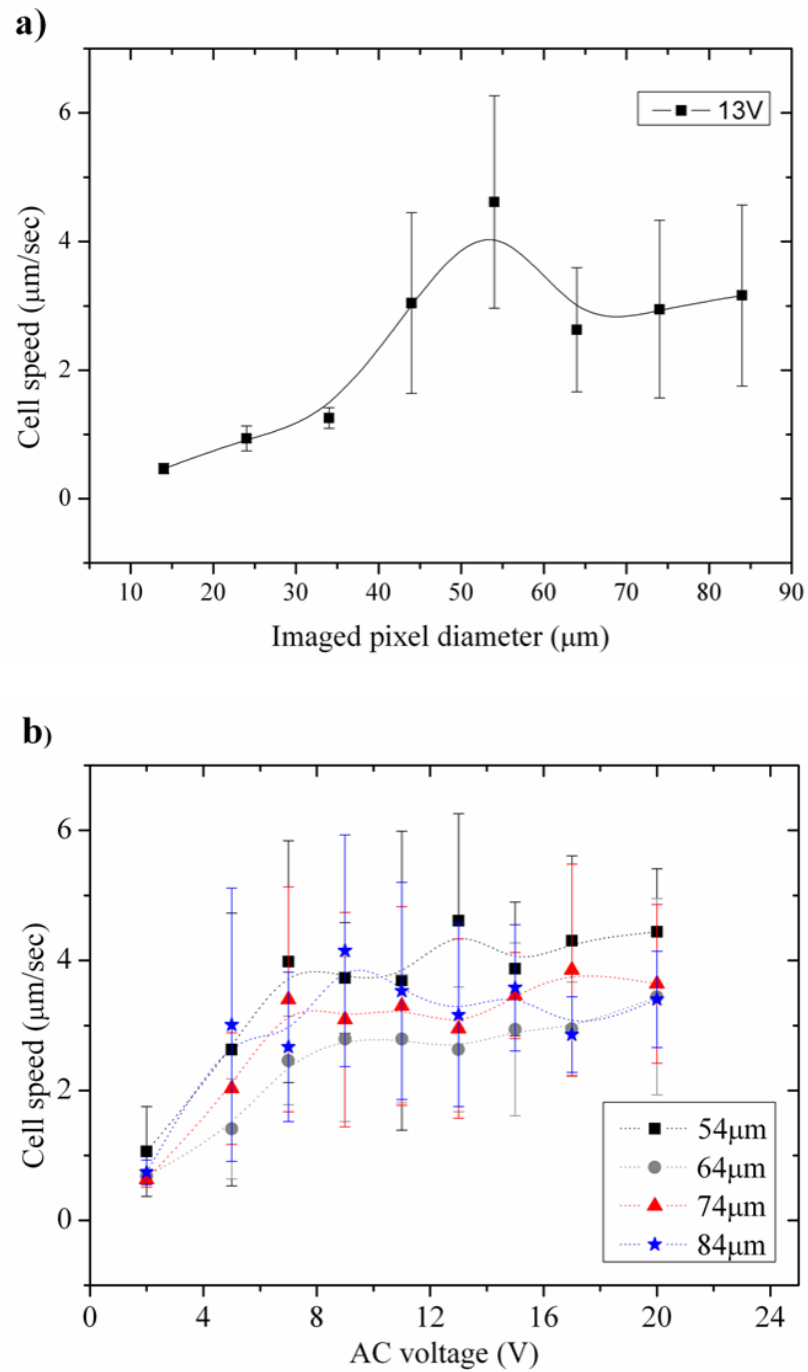 a)
13V
6
4
2
0
Cell speed (μm/sec)
10 20 30 40 50 60 70 80 90
Imaged pixel diameter (μm)
b)
6
4
2
0
Cell speed (μm/sec)
54μm
64μm
74μm
84μm
0 4 8 12 16 20 24
AC voltage (V)